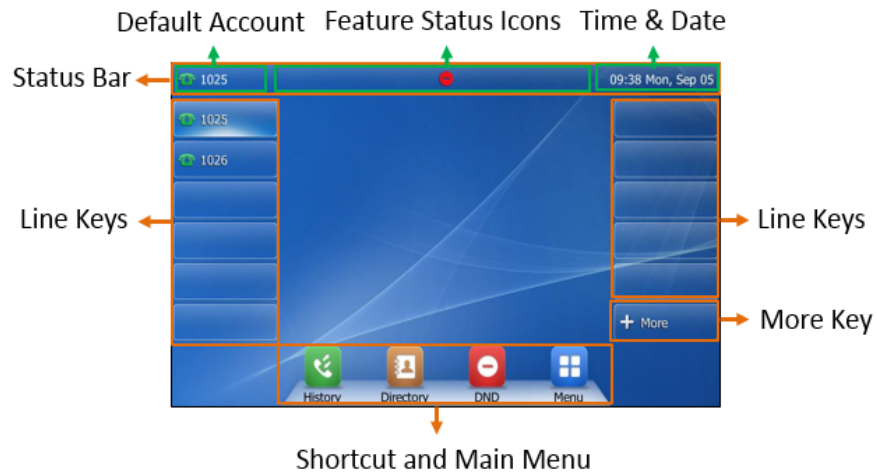 Default Account Feature Status Icons Time & Date
Status Bar 1025 09:38 Mon, Sep 05
1025
1026
Line Keys Line Keys
+ More More Key
History Directory DND Menu
Shortcut and Main Menu